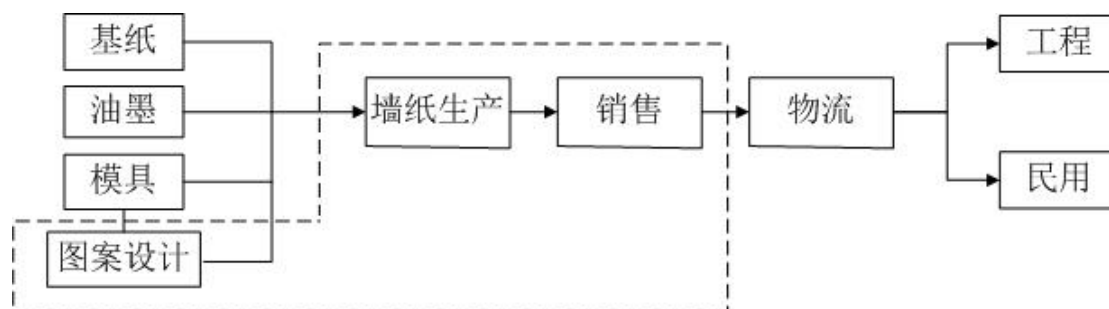 基纸
油墨
模具
图案设计
墙纸生产
销售
物流
工程
民用